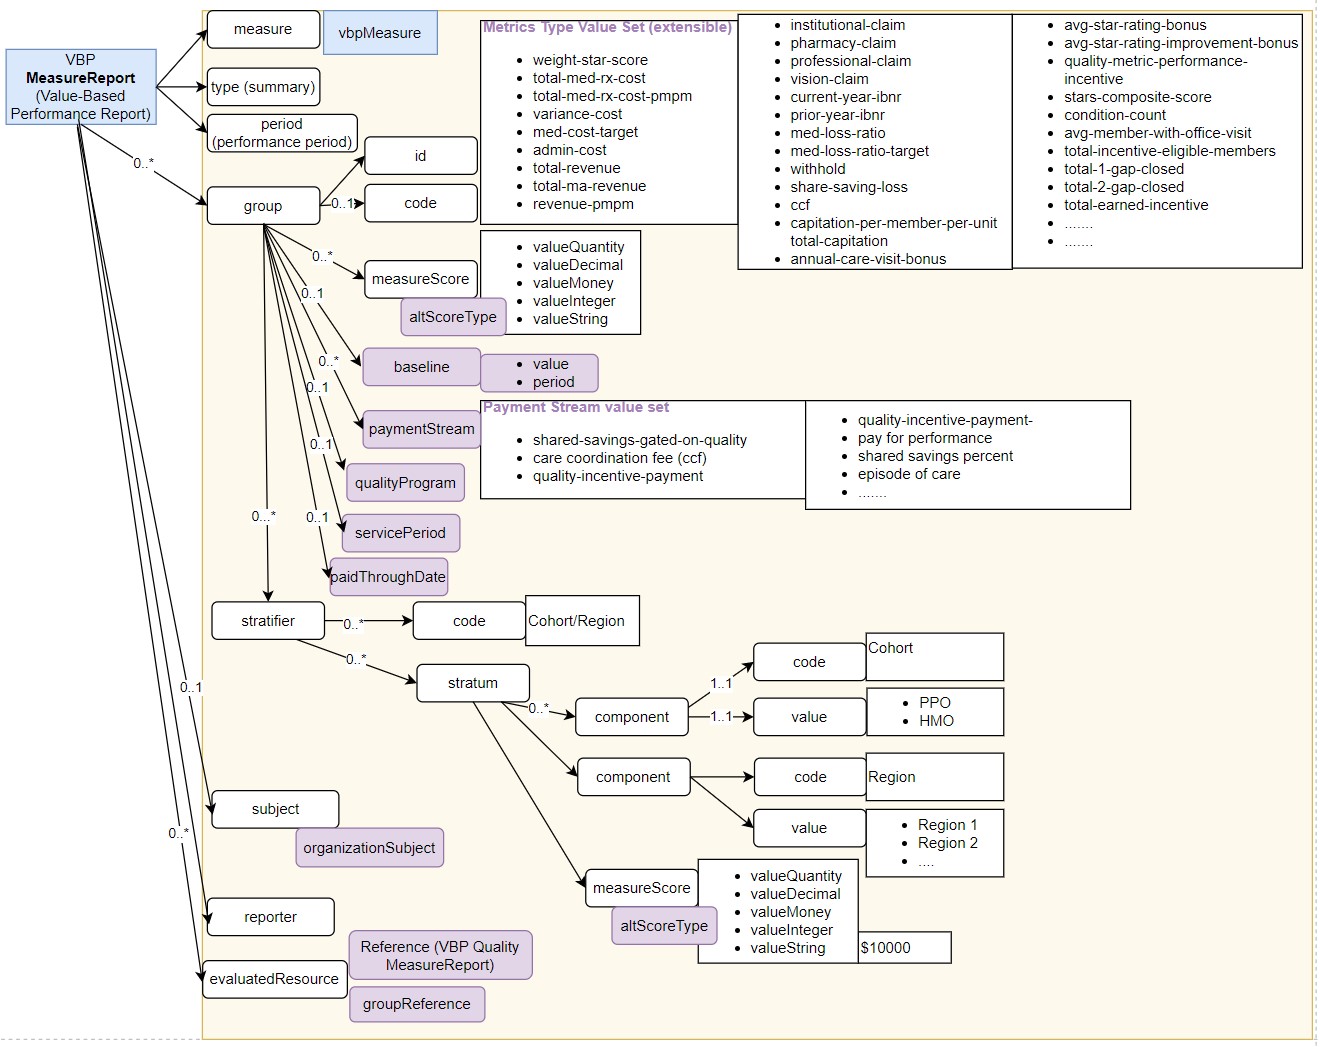 VBP
MeasureReport
(Value-Based
Performance Report)
measure
vbpMeasure
type (summary)
period
(performance period)
0..*
group
id
0..1
code
Metrics Type Value Set (extensible)
weight-star-score
total-med-rx-cost
total-med-rx-cost-pmpm
variance-cost
med-cost-target
admin-cost
total-revenue
total-ma-revenue
revenue-pmpm
institutional-claim
pharmacy-claim
professional-claim
vision-claim
current-year-ibnr
prior-year-ibnr
med-loss-ratio
med-loss-ratio-target
withhold
share-saving-loss
ccf
capitation-per-member-per-unit
total-capitation
annual-care-visit-bonus
avg-star-rating-bonus
avg-star-rating-improvement-bonus
quality-metric-performance-
incentive
stars-composite-score
condition-count
avg-member-with-office-visit
total-incentive-eligible-members
total-1-gap-closed
total-2-gap-closed
total-earned-incentive
.......
.......
0..*
measureScore
altScoreType
valueQuantity
valueDecimal
valueMoney
valueInteger
valueString
0..1
baseline
value
period
0..*
paymentStream
Payment Stream value set
shared-savings-gated-on-quality
care coordination fee (ccf)
quality-incentive-payment
quality-incentive-payment-
pay for performance
shared savings percent
episode of care
.......
0..1
qualityProgram
0..1
servicePeriod
0..1
paidThroughDate
0...*
stratifier
0..*
code
Cohort/Region
0..*
stratum
0..*
component
1..1
code
Cohort
1..1
value
PPO
HMO
component
code
Region
value
Region 1
Region 2
....
measureScore
altScoreType
valueQuantity
valueDecimal
valueMoney
valueInteger
valueString
$10000
0..1
subject
organizationSubject
0..*
reporter
evaluatedResource
Reference (VBP Quality
MeasureReport)
groupReference